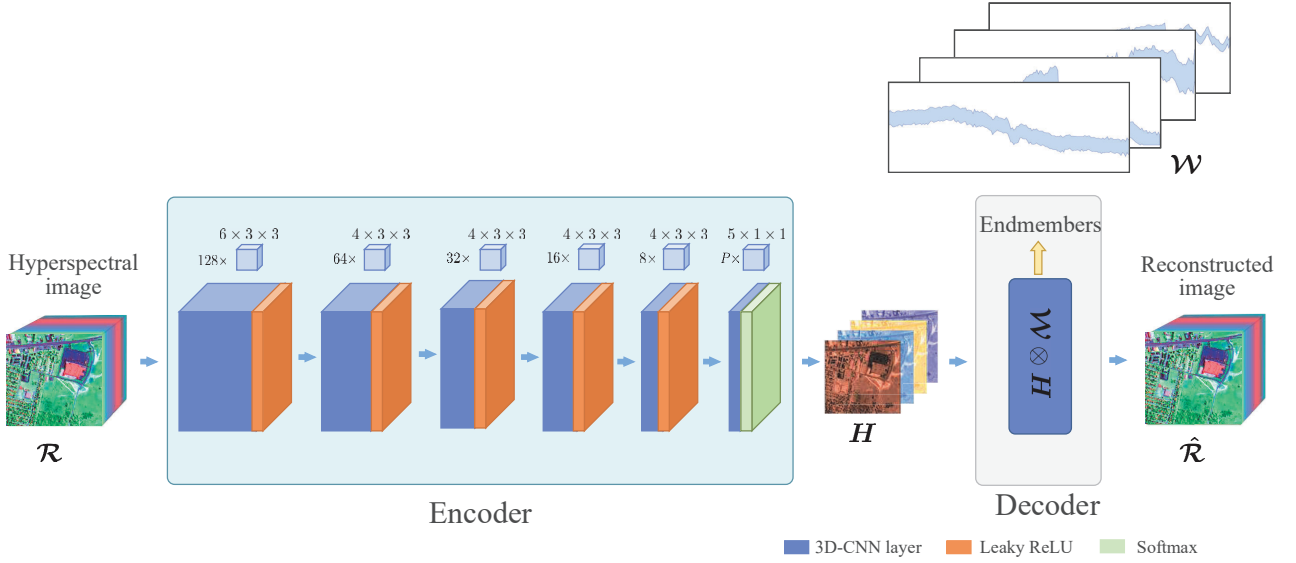 𝒲
6 × 3 × 3
128×
4 × 3 × 3
64×
4 × 3 × 3
32×
4 × 3 × 3
16×
4 × 3 × 3
8×
5 × 1 × 1
P×
Hyperspectral
image
ℛ
Encoder
H
Endmembers
𝒲 ⊗ H
Decoder
Reconstructed
image
ℛ̂
3D-CNN layer
Leaky ReLU
Softmax